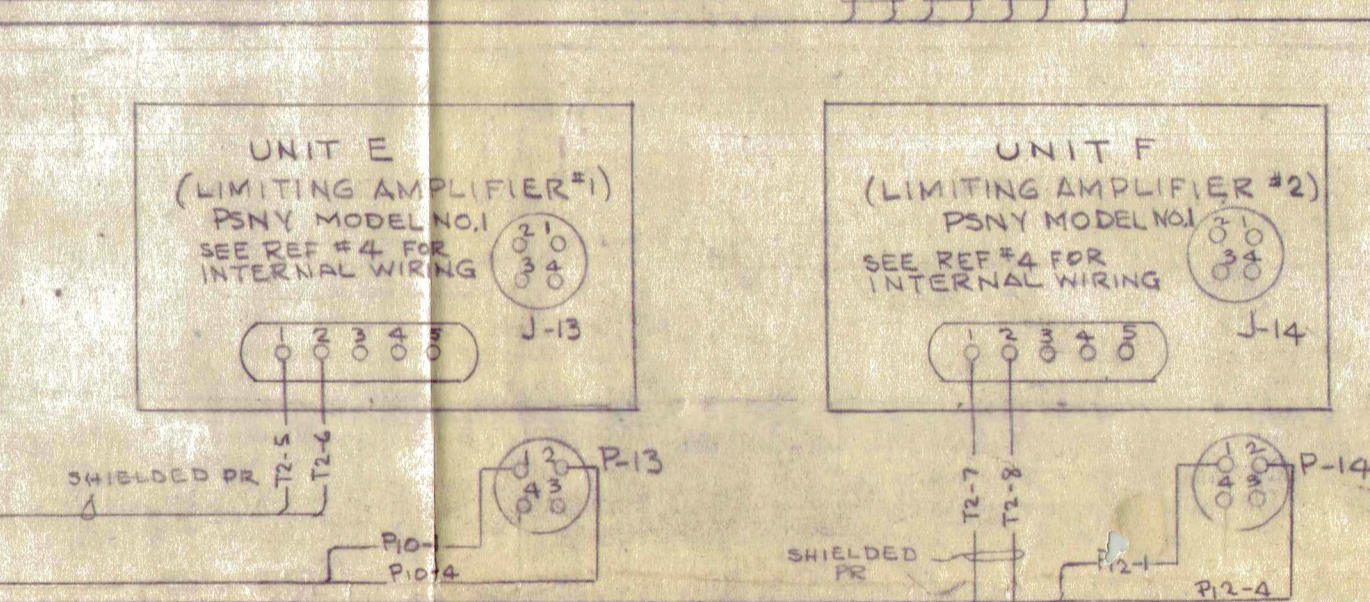 UNIT E
(LIMITING AMPLIFIER #1)
PSNY MODEL NO.1
SEE REF #4 FOR
INTERNAL WIRING
2 1
3 4
J-13
1 2 3 4 5
T2-5
T2-6
SHIELDED PR
1 2
4 3
P-13
P10-1
P10-4
UNIT F
(LIMITING AMPLIFIER #2)
PSNY MODEL NO.1
SEE REF #4 FOR
INTERNAL WIRING
2 1
3 4
J-14
1 2 3 4 5
T2-7
T2-8
SHIELDED
PR
1 2
4 3
P-14
P12-1
P12-4